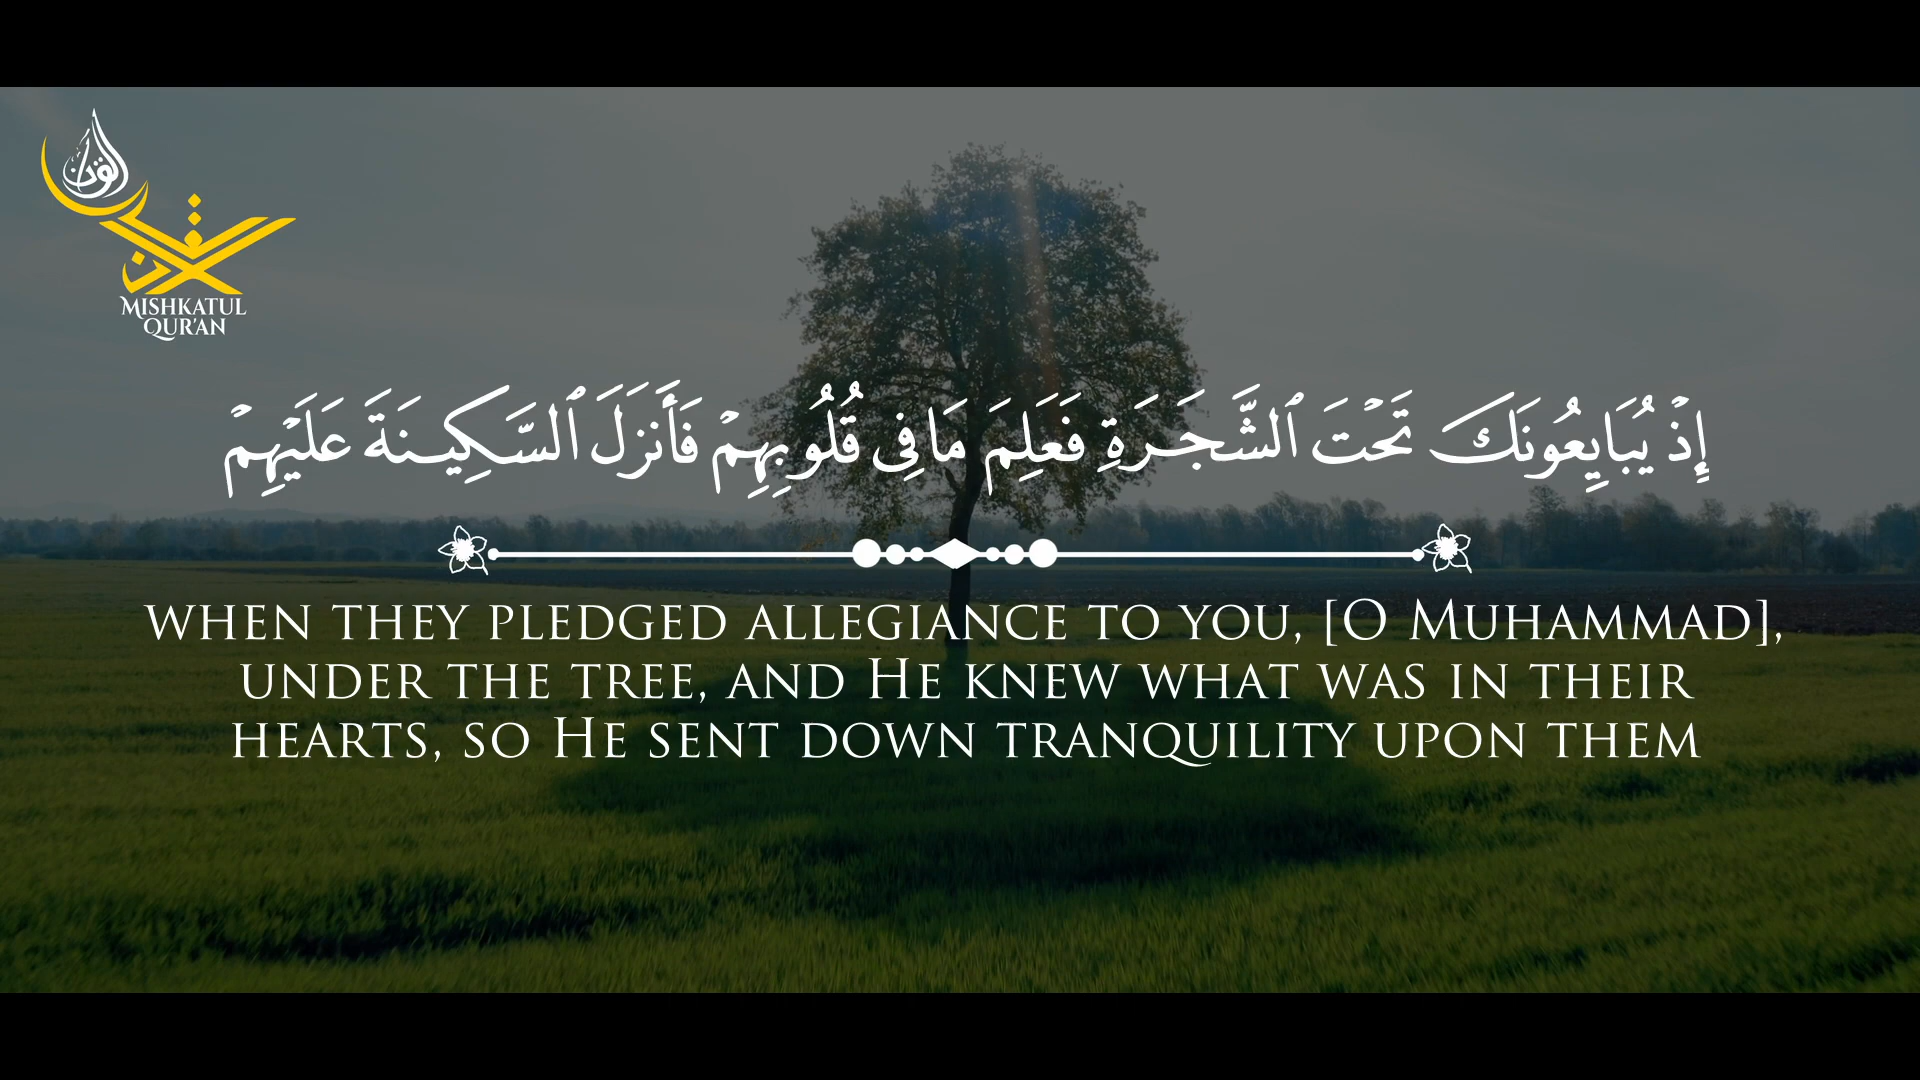 القرآن
MISHKATUL
QUR'AN
إِذْ يُبَايِعُونَكَ تَحْتَ ٱلشَّجَرَةِ فَعَلِمَ مَا فِى قُلُوبِهِمْ فَأَنزَلَ ٱلسَّكِينَةَ عَلَيْهِمْ
WHEN THEY PLEDGED ALLEGIANCE TO YOU, [O MUHAMMAD],
UNDER THE TREE, AND HE KNEW WHAT WAS IN THEIR
HEARTS, SO HE SENT DOWN TRANQUILITY UPON THEM